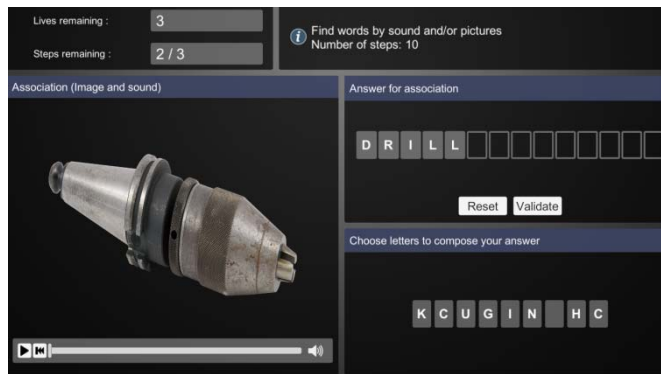 Lives remaining :
3
Steps remaining :
2 / 3
Find words by sound and/or pictures
Number of steps: 10
Association (Image and sound)
Answer for association
D R I L L
Reset Validate
Choose letters to compose your answer
K C U G I N H C